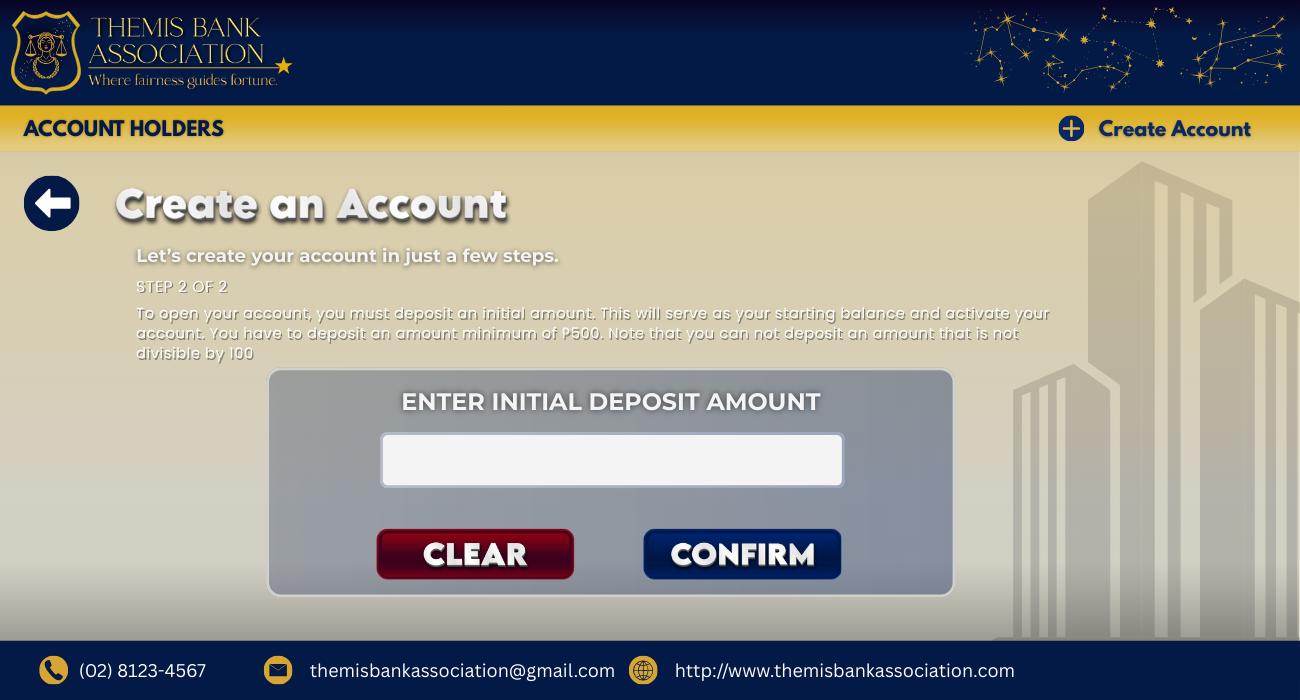 THEMIS BANK
ASSOCIATION
Where fairness guides fortune.
ACCOUNT HOLDERS
Create Account
Create an Account
Let's create your account in just a few steps.
STEP 2 OF 2
To open your account, you must deposit an initial amount. This will serve as your starting balance and activate your
account. You have to deposit an amount minimum of ₱500. Note that you can not deposit an amount that is not
divisible by 100
ENTER INITIAL DEPOSIT AMOUNT
CLEAR
CONFIRM
(02) 8123-4567
themisbankassociation@gmail.com
http://www.themisbankassociation.com